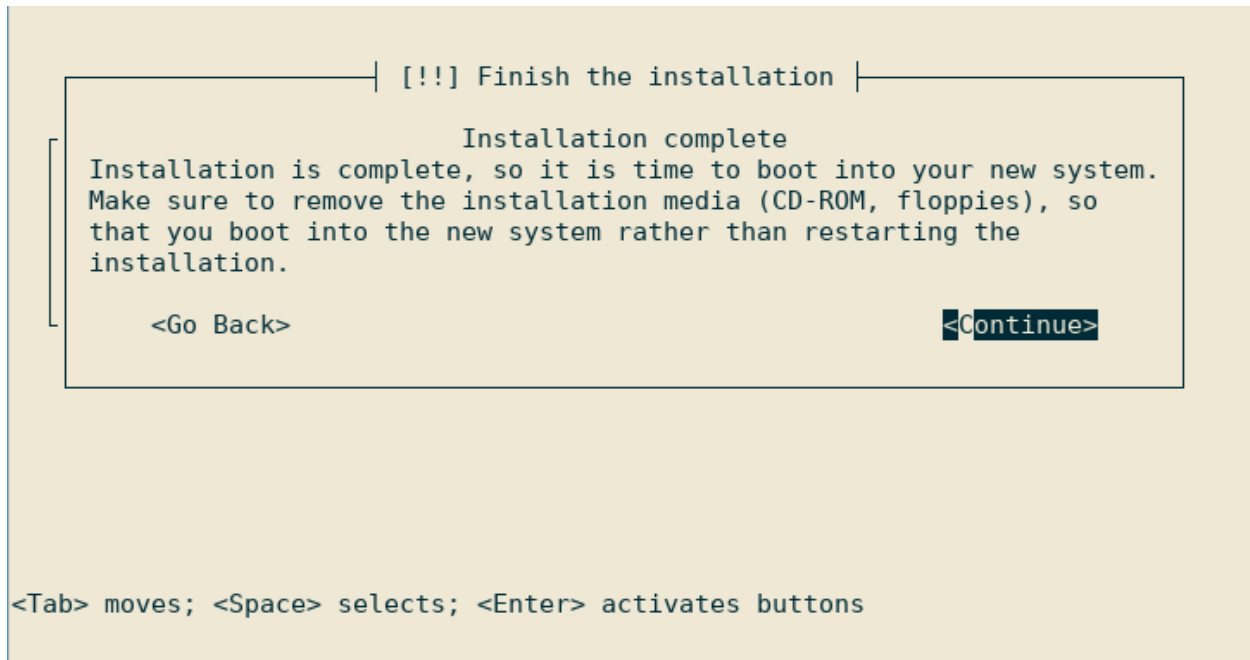 [!!] Finish the installation
Installation complete
Installation is complete, so it is time to boot into your new system.
Make sure to remove the installation media (CD-ROM, floppies), so
that you boot into the new system rather than restarting the
installation.
<Go Back> <Continue>
<Tab> moves; <Space> selects; <Enter> activates buttons